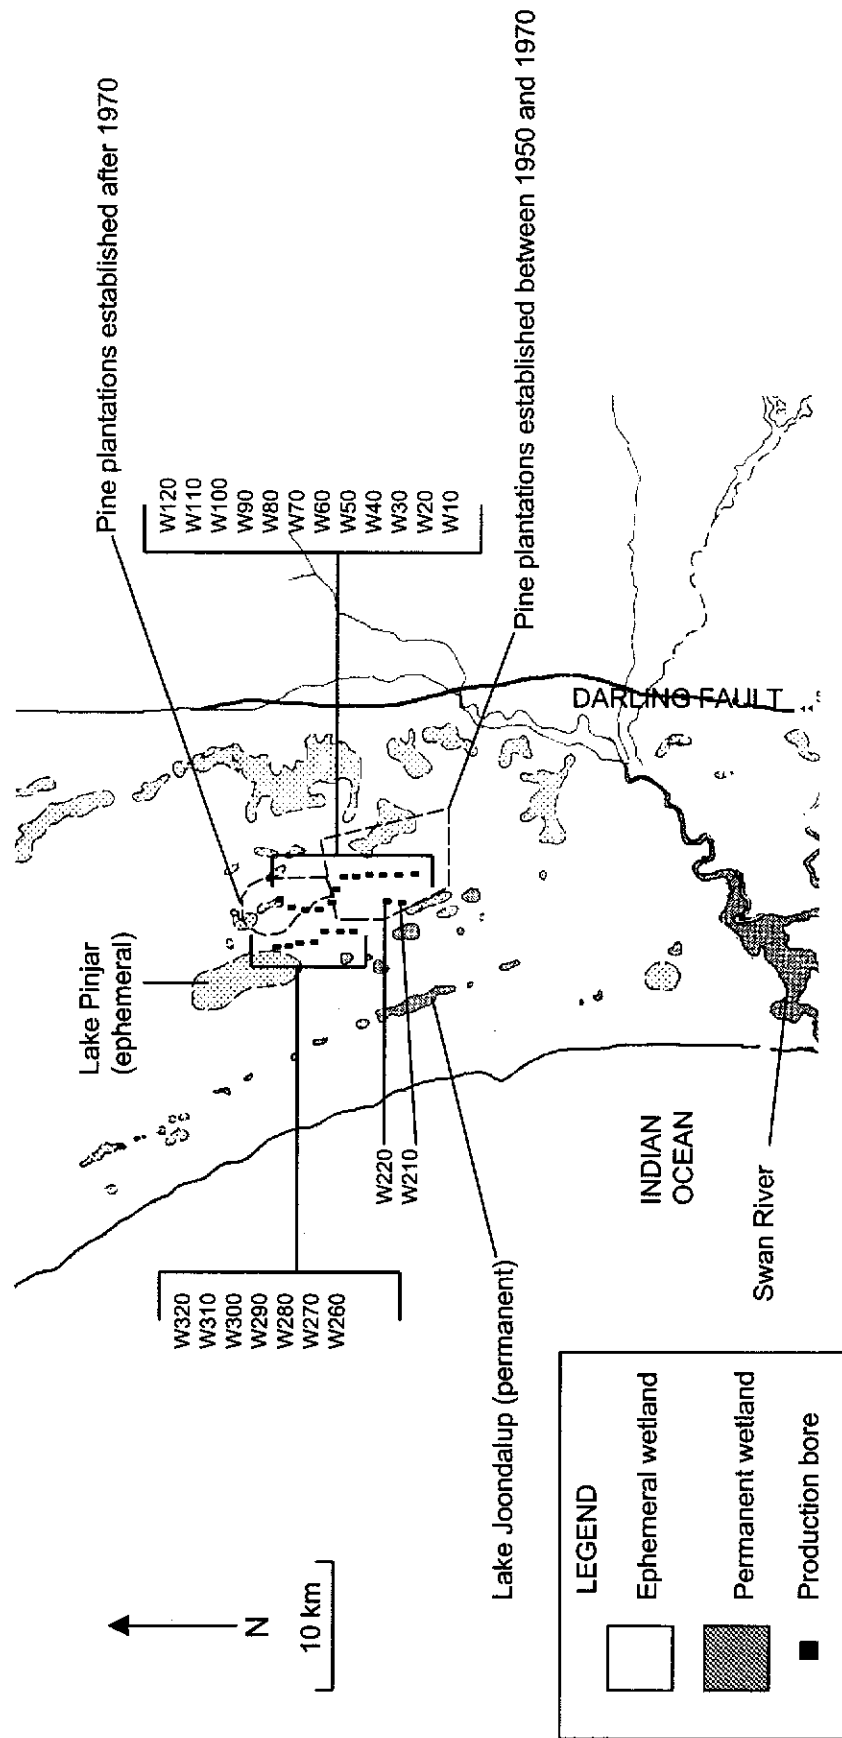 Pine plantations established after 1970
W120
W110
W100
W90
W80
W70
W60
W50
W40
W30
W20
W10
Pine plantations established between 1950 and 1970
DARLING FAULT
Lake Pinjar
(ephemeral)
W220
W210
INDIAN
OCEAN
Swan River
W320
W310
W300
W290
W280
W270
W260
Lake Joondalup (permanent)
N
10 km
LEGEND
Ephemeral wetland
Permanent wetland
Production bore